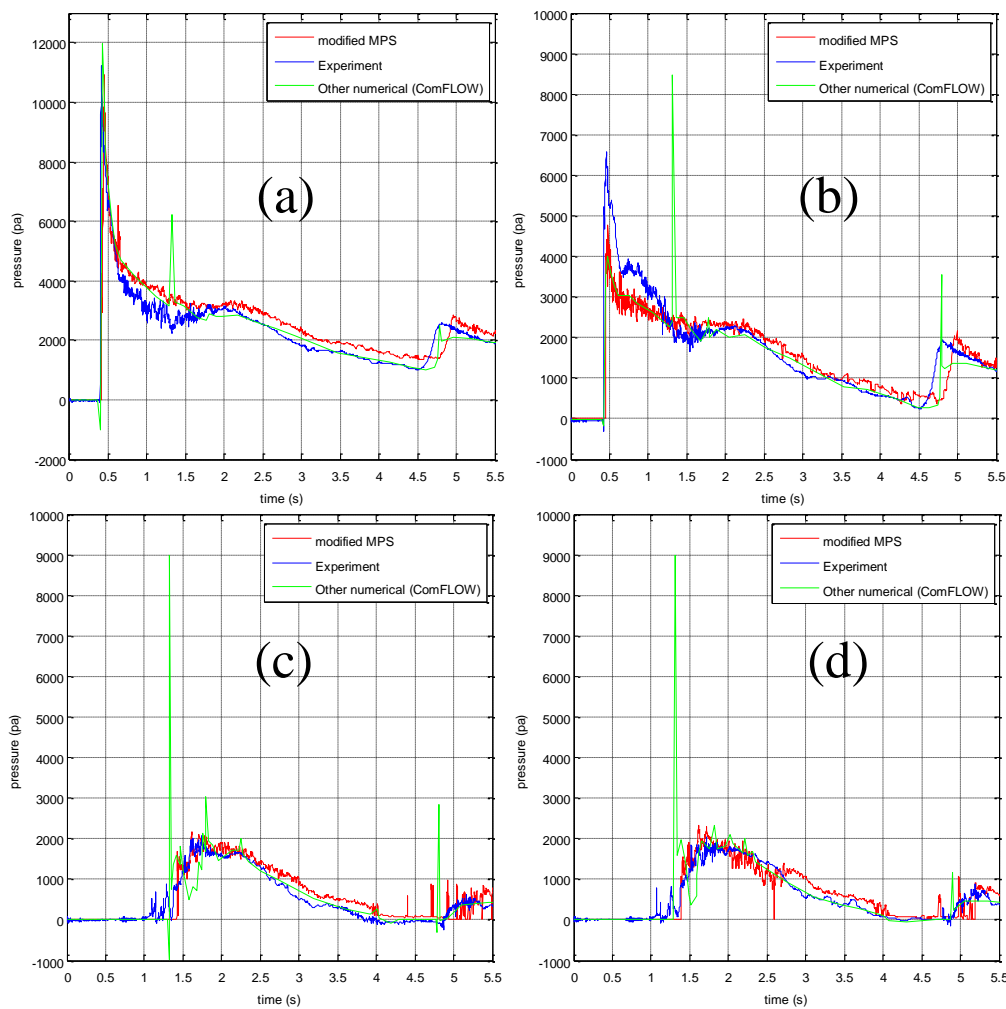 12000
10000
8000
6000
4000
2000
0
-2000
pressure (pa)
modified MPS
Experiment
Other numerical (ComFLOW)
(a)
0 0.5 1 1.5 2 2.5 3 3.5 4 4.5 5 5.5
time (s)
10000
9000
8000
7000
6000
5000
4000
3000
2000
1000
0
-1000
pressure (pa)
modified MPS
Experiment
Other numerical (ComFLOW)
(b)
0 0.5 1 1.5 2 2.5 3 3.5 4 4.5 5 5.5
time (s)
10000
9000
8000
7000
6000
5000
4000
3000
2000
1000
0
-1000
pressure (pa)
modified MPS
Experiment
Other numerical (ComFLOW)
(c)
0 0.5 1 1.5 2 2.5 3 3.5 4 4.5 5 5.5
time (s)
10000
9000
8000
7000
6000
5000
4000
3000
2000
1000
0
-1000
pressure (pa)
modified MPS
Experiment
Other numerical (ComFLOW)
(d)
0 0.5 1 1.5 2 2.5 3 3.5 4 4.5 5 5.5
time (s)